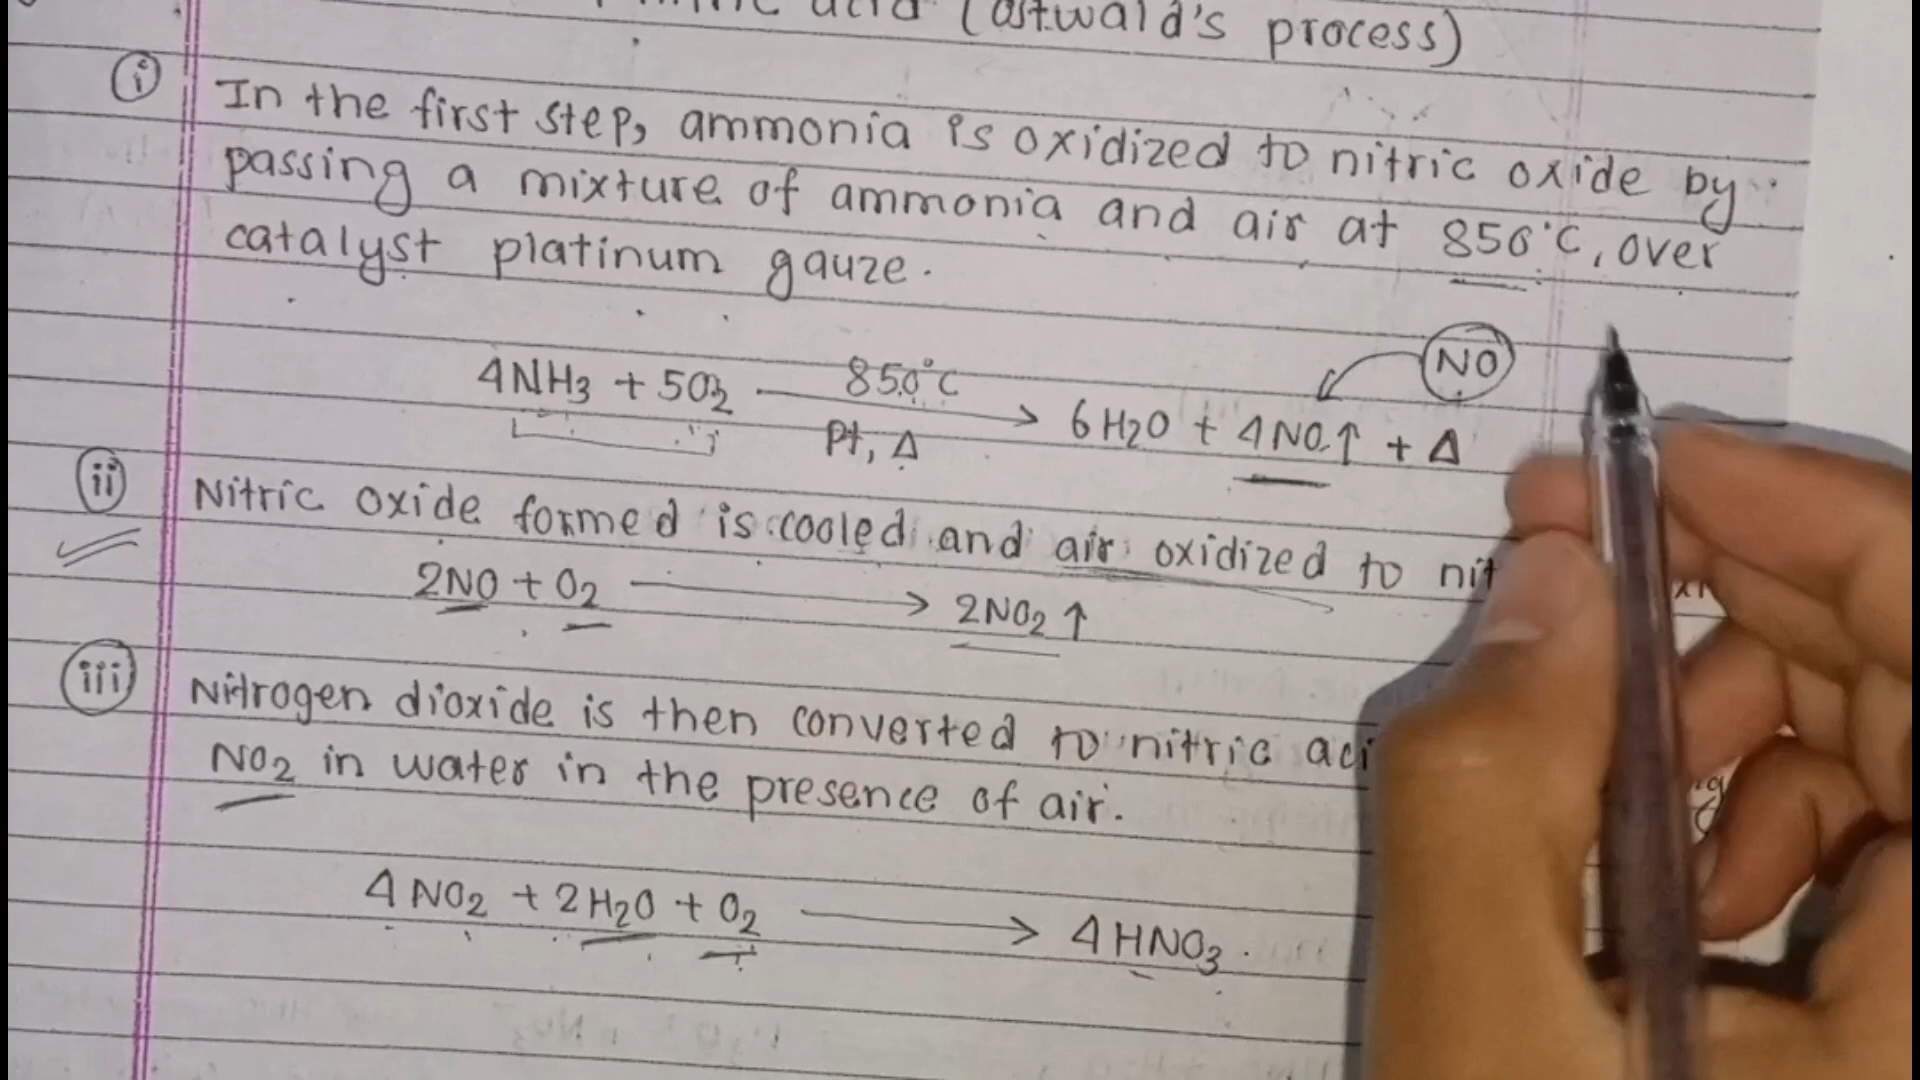 acid (ostwald's process)
i In the first step, ammonia is oxidized to nitric oxide by
passing a mixture of ammonia and air at 850°C, over
catalyst platinum gauze.
NO
4NH3 + 5O2 850°C → 6H2O + 4NO↑ + Δ
Pt, Δ
ii Nitric oxide formed is cooled and air oxidized to nit
2NO + O2 → 2NO2↑
iii Nitrogen dioxide is then converted to nitric aci
NO2 in water in the presence of air.
4NO2 + 2H2O + O2 → 4HNO3.